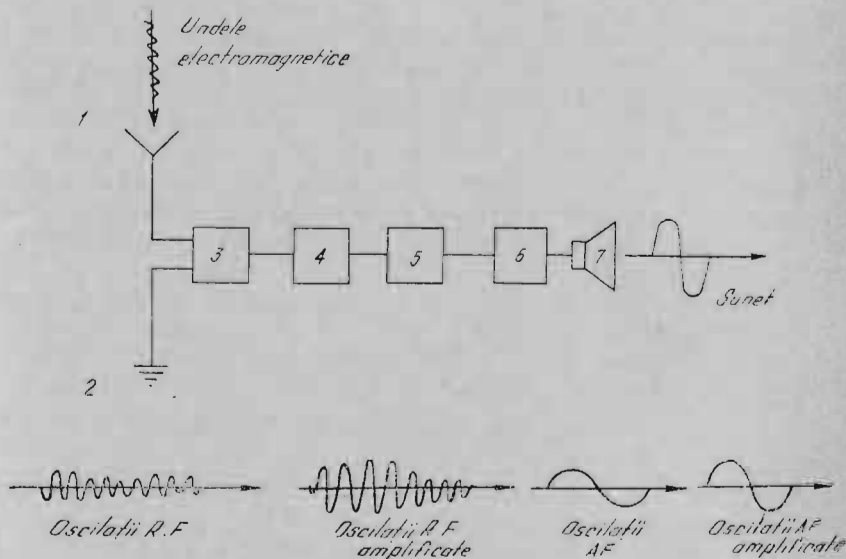 Undele
electromagnetice
1
3
4
5
6
7
Sunet
2
Oscilații R.F
Oscilații R.F
amplificate
Oscilații
AF
Oscilații AF
amplificate